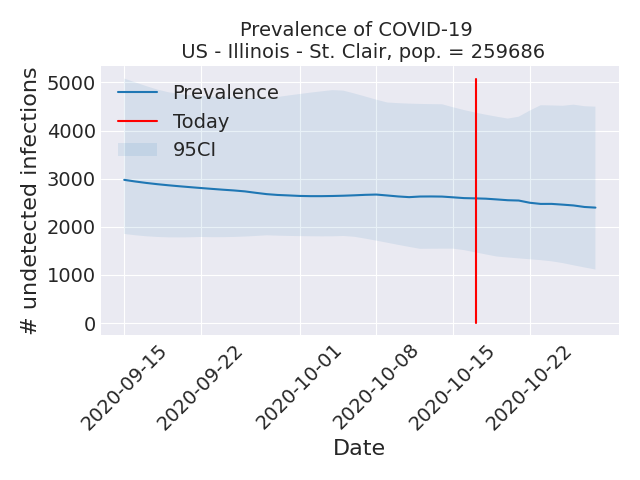 Prevalence of COVID-19
US - Illinois - St. Clair, pop. = 259686
# undetected infections
5000
4000
3000
2000
1000
0
Prevalence
Today
95CI
2020-09-15
2020-09-22
2020-10-01
2020-10-08
2020-10-15
2020-10-22
Date